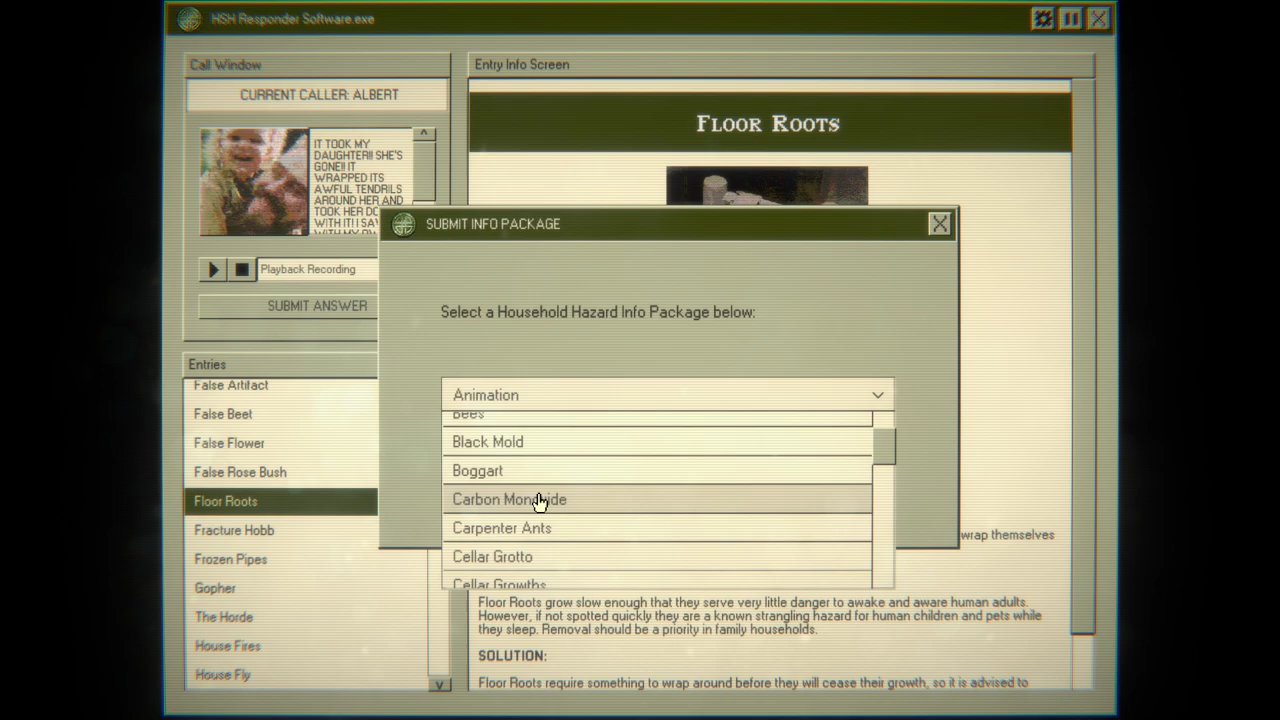 HSH Responder Software.exe
Call Window
CURRENT CALLER: ALBERT
IT TOOK MY
DAUGHTER!! SHE'S
GONE!! IT
WRAPPED ITS
AWFUL TENDRILS
AROUND HER AND
TOOK HER DO
WITH IT! I SA
Playback Recording
SUBMIT ANSWER
Entries
False Artifact
False Beet
False Flower
False Rose Bush
Floor Roots
Fracture Hobb
Frozen Pipes
Gopher
The Horde
House Fires
House Fly
Entry Info Screen
Floor Roots
SUBMIT INFO PACKAGE
Select a Household Hazard Info Package below:
Animation
Bees
Black Mold
Boggart
Carbon Monoxide
Carpenter Ants
Cellar Grotto
Cellar Growths
wrap themselves
Floor Roots grow slow enough that they serve very little danger to awake and aware human adults.
However, if not spotted quickly they are a known strangling hazard for human children and pets while
they sleep. Removal should be a priority in family households.
SOLUTION:
Floor Roots require something to wrap around before they will cease their growth, so it is advised to